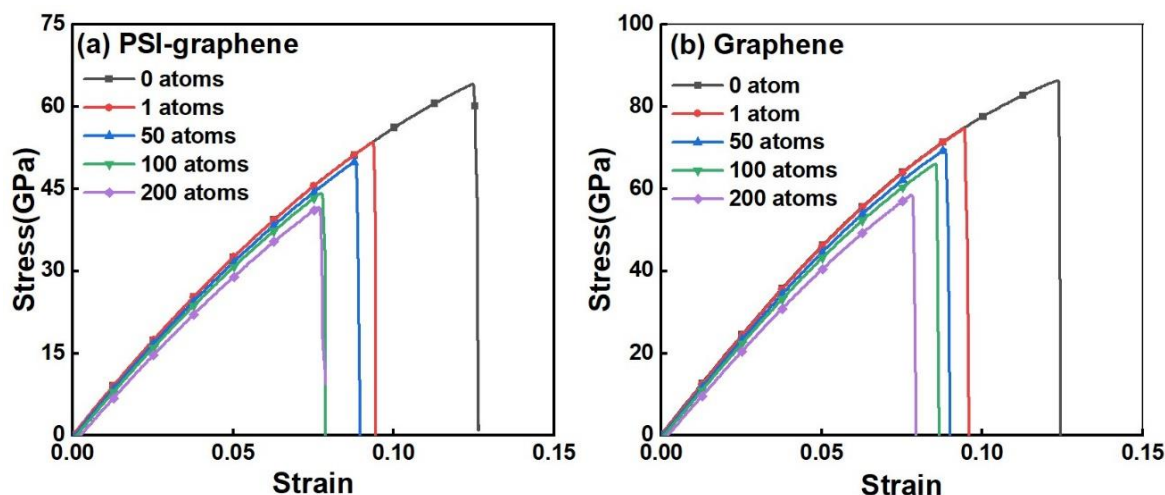 (a) PSI-graphene
0 atoms
1 atoms
50 atoms
100 atoms
200 atoms
Stress(GPa)
75
60
45
30
15
0
0.00 0.05 0.10 0.15
Strain
(b) Graphene
0 atom
1 atom
50 atoms
100 atoms
200 atoms
Stress(GPa)
100
80
60
40
20
0
0.00 0.05 0.10 0.15
Strain